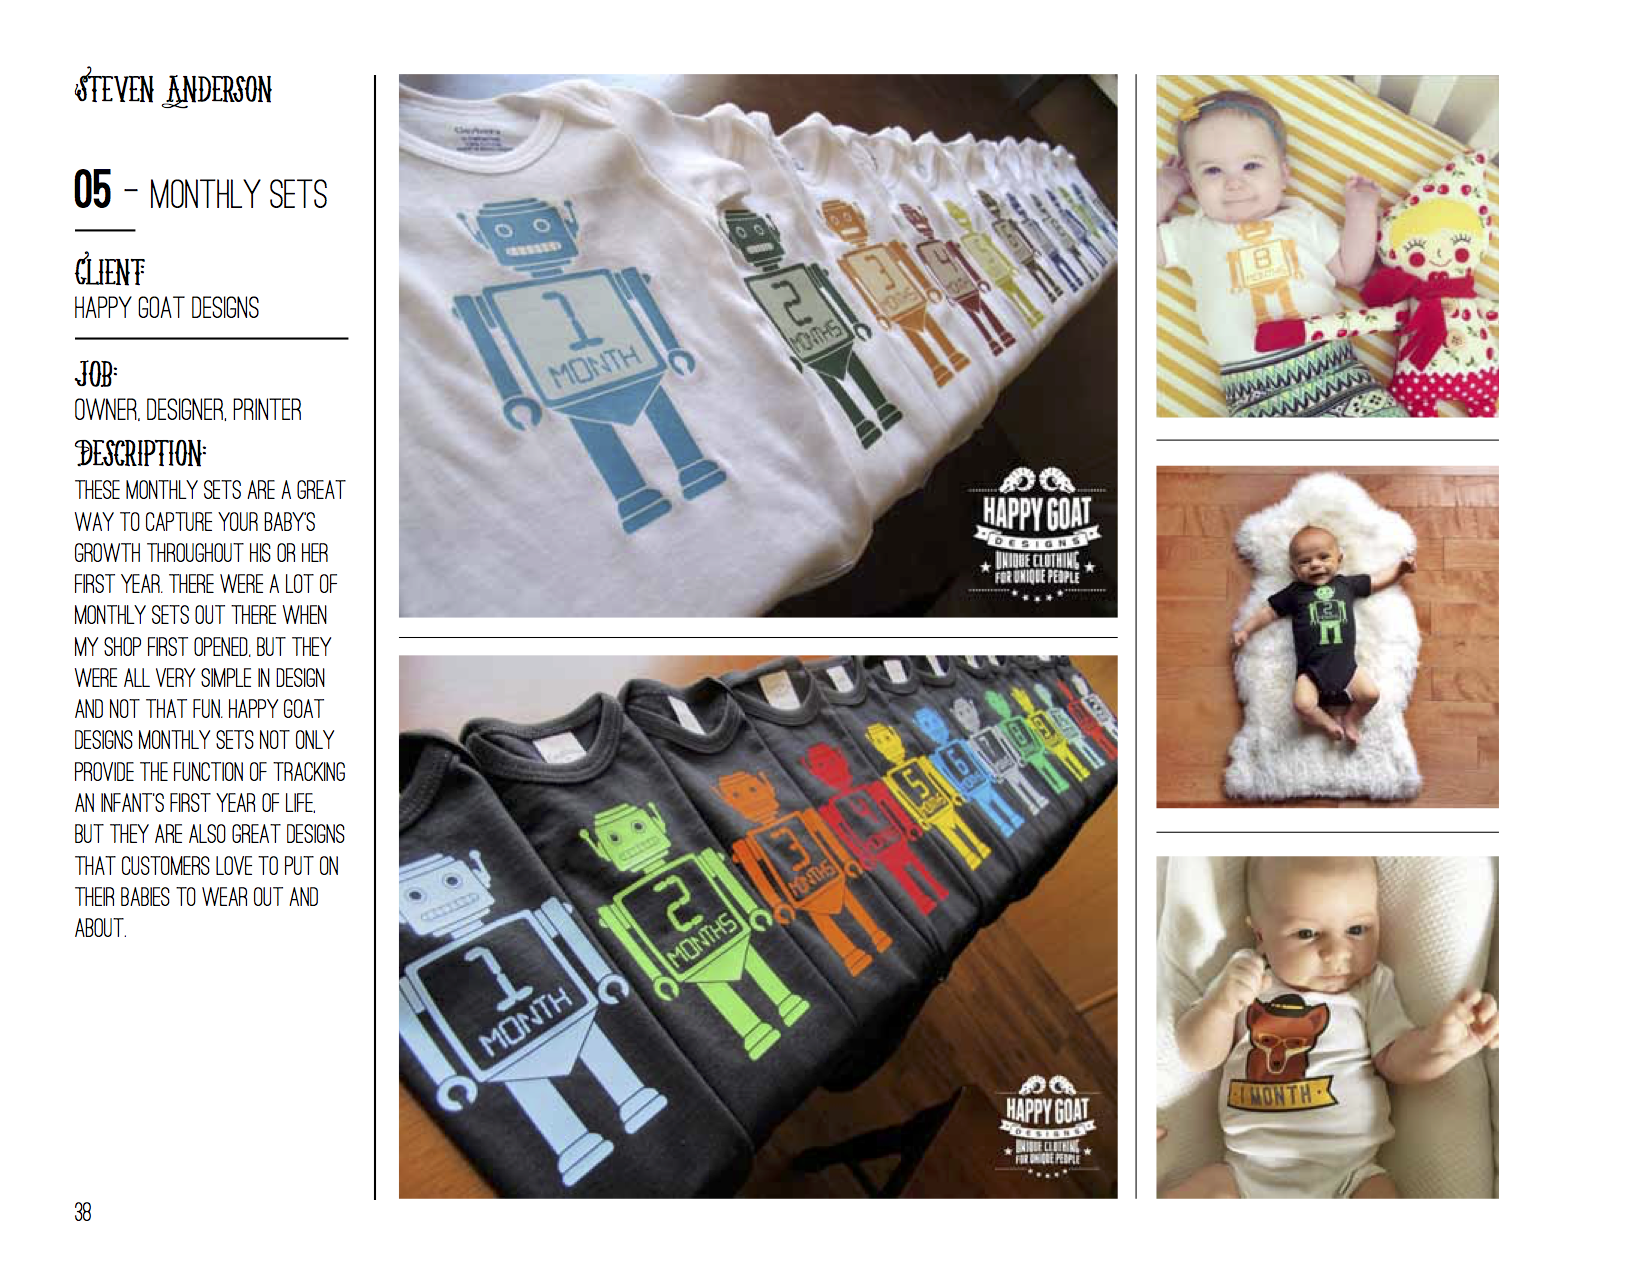 STEVEN ANDERSON
05 - MONTHLY SETS
CLIENT
HAPPY GOAT DESIGNS
JOB:
OWNER, DESIGNER, PRINTER
DESCRIPTION:
THESE MONTHLY SETS ARE A GREAT
WAY TO CAPTURE YOUR BABY'S
GROWTH THROUGHOUT HIS OR HER
FIRST YEAR. THERE WERE A LOT OF
MONTHLY SETS OUT THERE WHEN
MY SHOP FIRST OPENED, BUT THEY
WERE ALL VERY SIMPLE IN DESIGN
AND NOT THAT FUN. HAPPY GOAT
DESIGNS MONTHLY SETS NOT ONLY
PROVIDE THE FUNCTION OF TRACKING
AN INFANT'S FIRST YEAR OF LIFE,
BUT THEY ARE ALSO GREAT DESIGNS
THAT CUSTOMERS LOVE TO PUT ON
THEIR BABIES TO WEAR OUT AND
ABOUT.
38
Gerber
1
MONTH
2
MONTHS
3
MONTHS
4
MONTHS
5
6
HAPPY GOAT
DESIGNS
UNIQUE CLOTHING
FOR UNIQUE PEOPLE
1
MONTH
2
MONTHS
3
MONTHS
4
MONTHS
5
MONTHS
6
MONTHS
7
8
9
HAPPY GOAT
DESIGNS
UNIQUE CLOTHING
FOR UNIQUE PEOPLE
8
MONTHS
2
1 MONTH